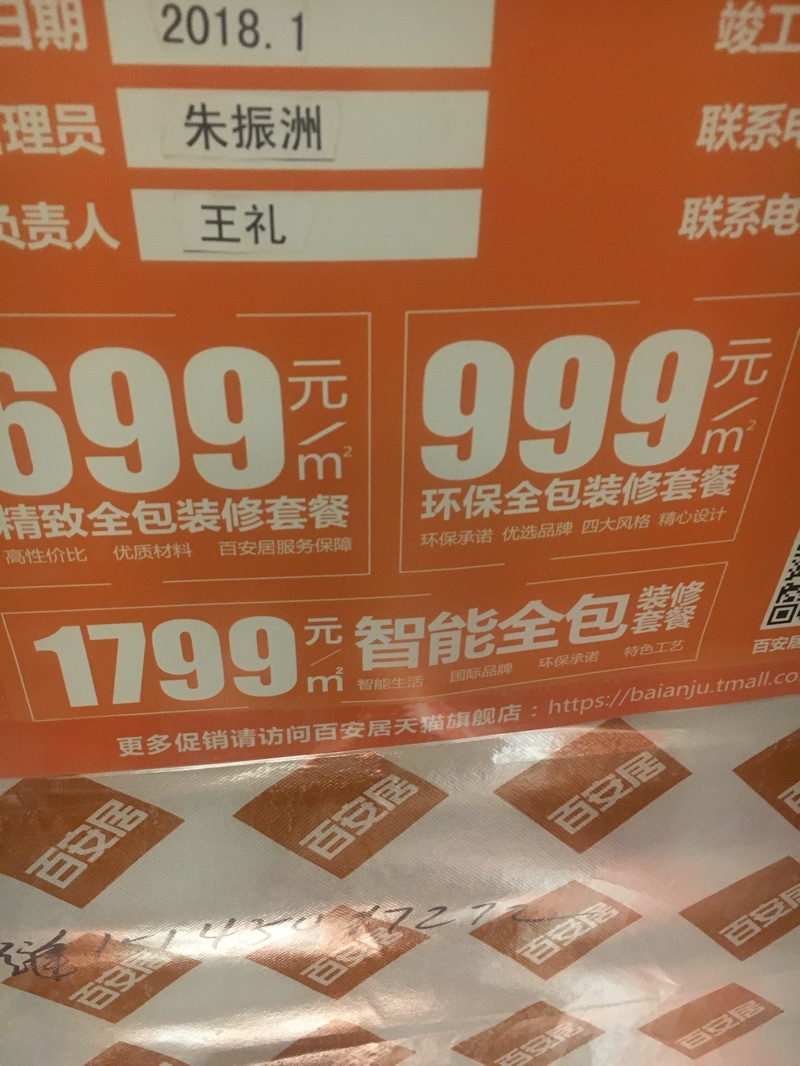 日期 2018.1 竣工
理员 朱振洲 联系电
负责人 王礼 联系电
699元/m²
精致全包装修套餐
高性价比 优质材料 百安居服务保障
999元/m²
环保全包装修套餐
环保承诺 优选品牌 四大风格 精心设计
1799元/m² 智能全包装修套餐
智能生活 国际品牌 环保承诺 特色工艺
百安居
更多促销请访问百安居天猫旗舰店：https://baianju.tmall.co
百安居 百安居 百安居
百安居 百安居 百安居 百安居
百安居 百安居